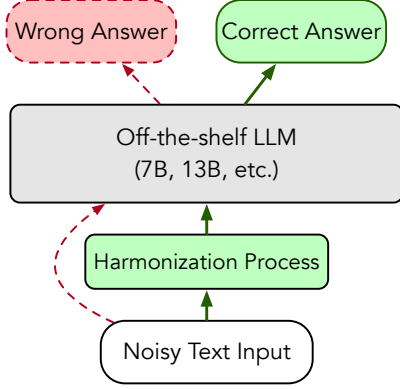 Wrong Answer
Correct Answer
Off-the-shelf LLM
(7B, 13B, etc.)
Harmonization Process
Noisy Text Input